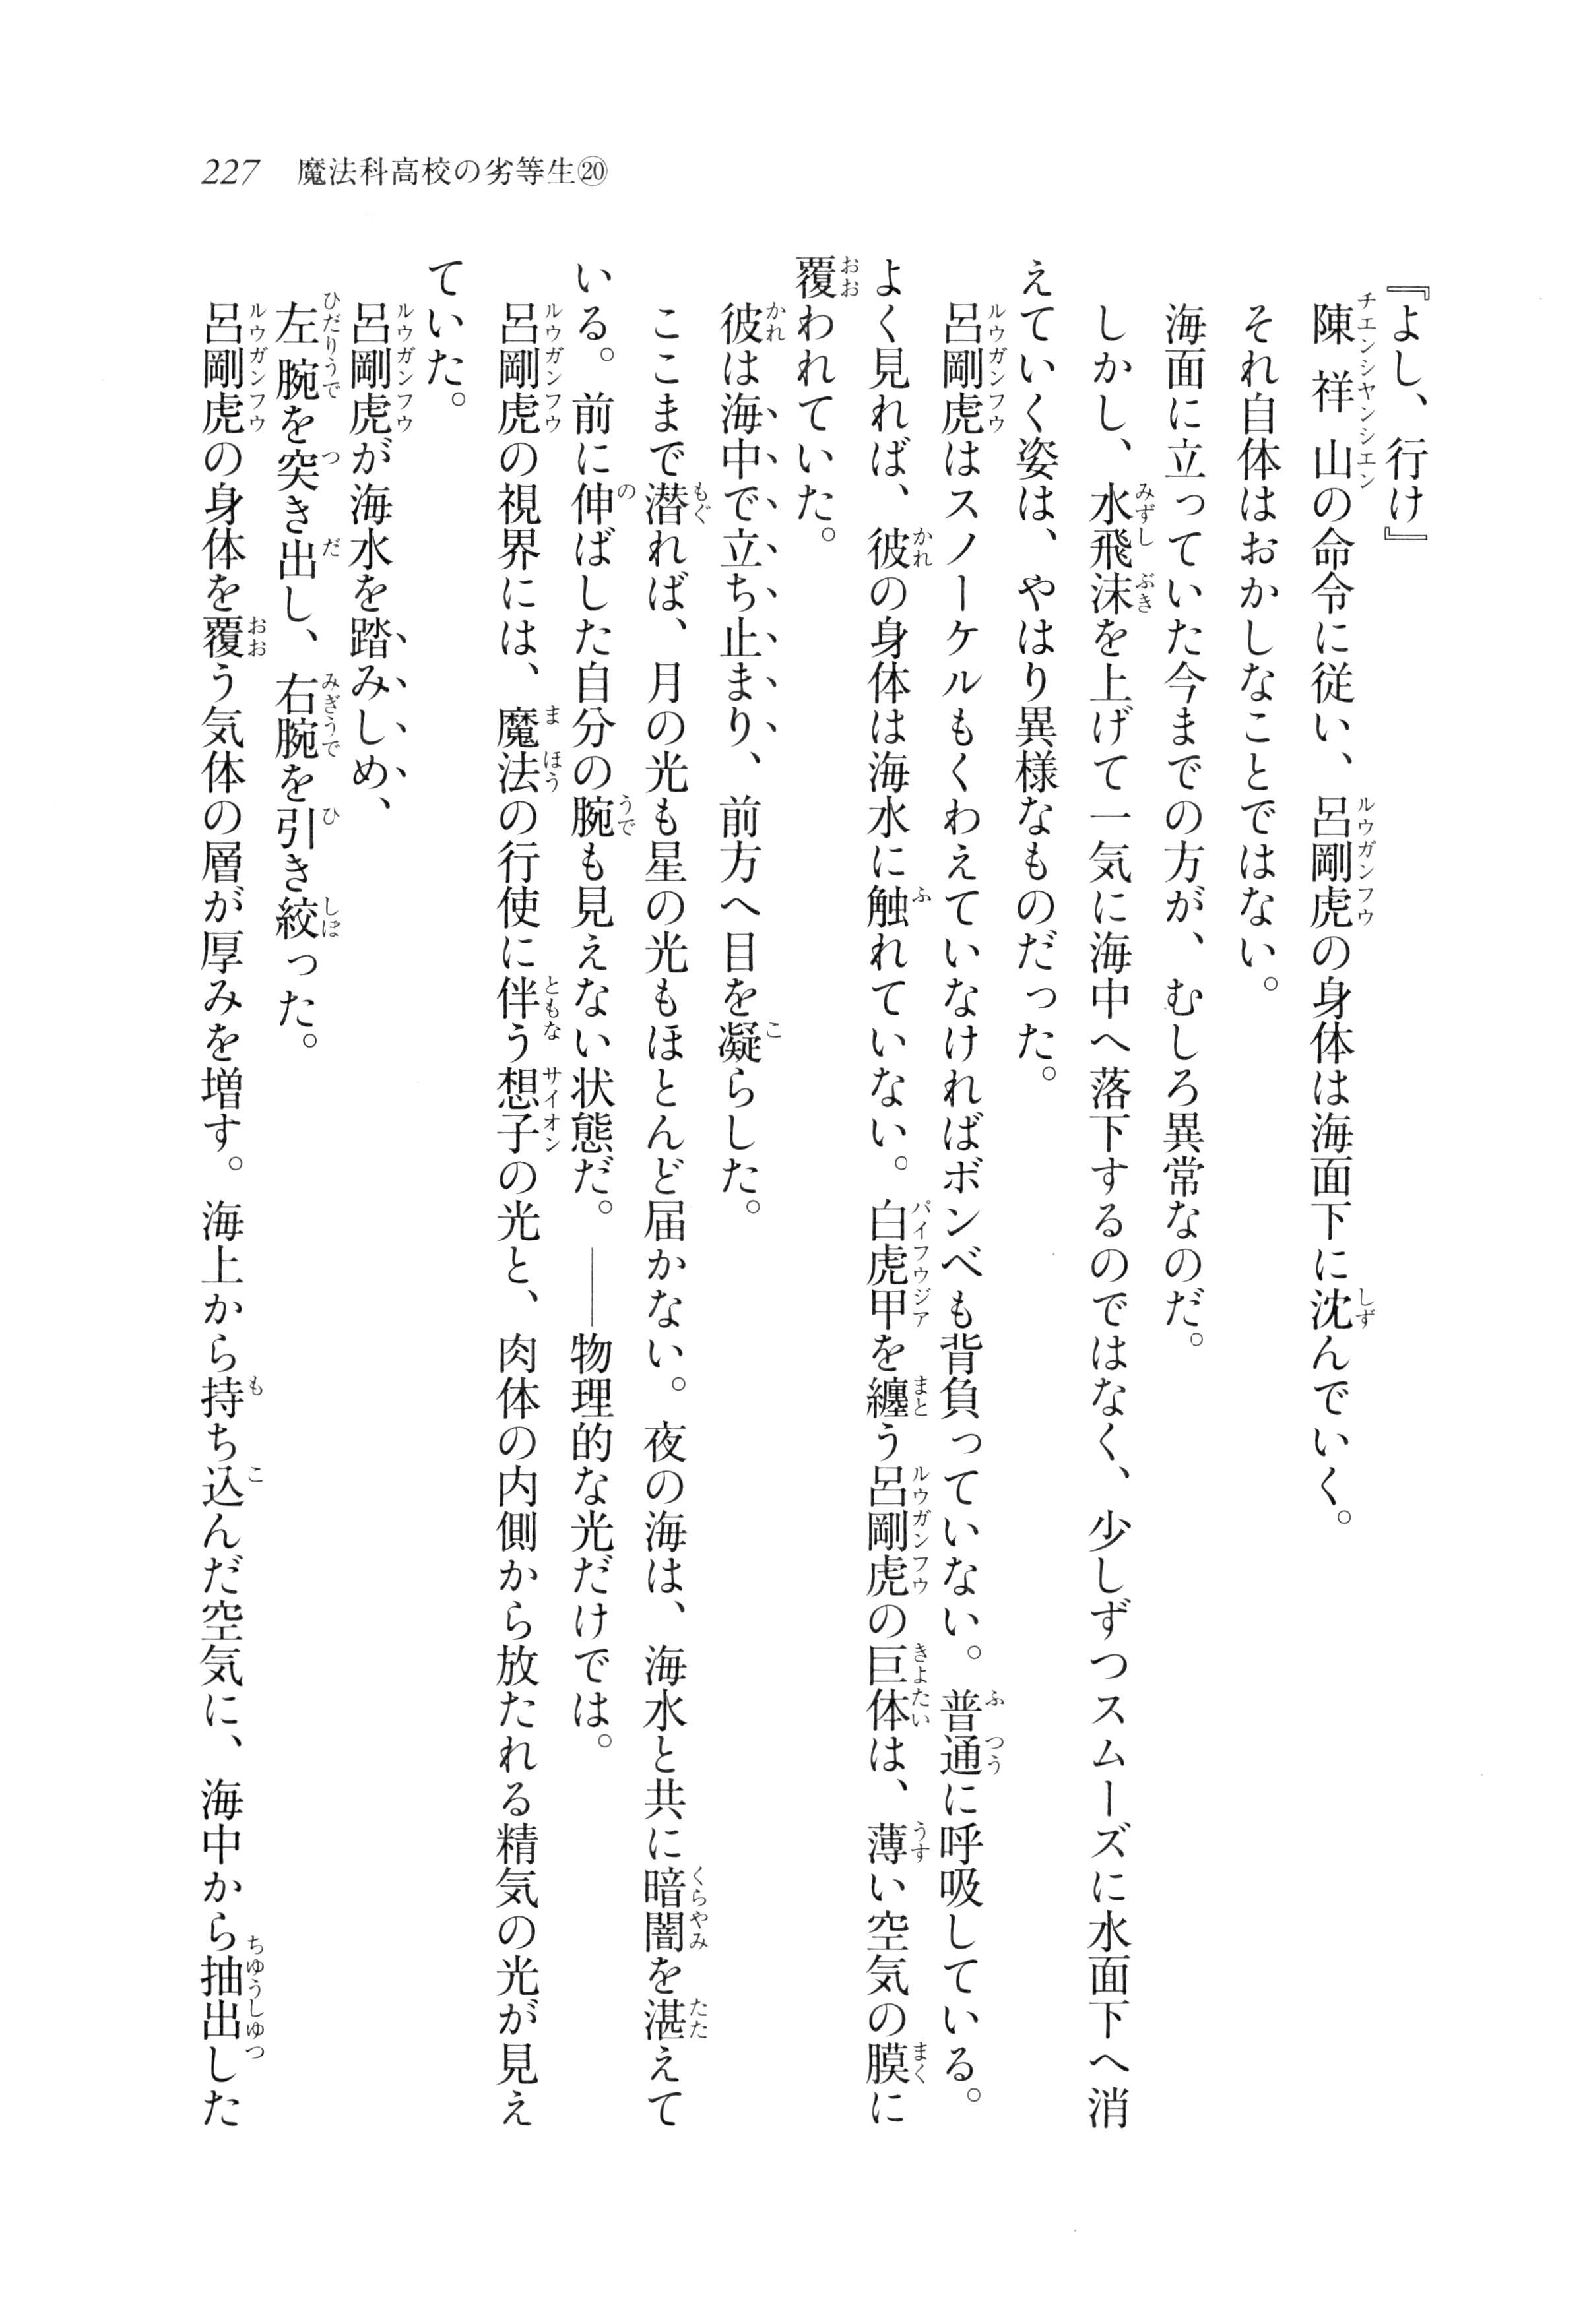 227 魔法科高校の劣等生⑳
『よし、行け』
陳祥山の命令に従い、呂剛虎の身体は海面下に沈んでいく。
それ自体はおかしなことではない。
海面に立っていた今までの方が、むしろ異常なのだ。
しかし、水飛沫を上げて一気に海中へ落下するのではなく、少しずつスムーズに水面下へ消
えていく姿は、やはり異様なものだった。
呂剛虎はスノーケルもくわえていなければボンベも背負っていない。普通に呼吸している。
よく見れば、彼の身体は海水に触れていない。白虎甲を纏う呂剛虎の巨体は、薄い空気の膜に
覆われていた。
彼は海中で立ち止まり、前方へ目を凝らした。
ここまで潜れば、月の光も星の光もほとんど届かない。夜の海は、海水と共に暗闇を湛えて
いる。前に伸ばした自分の腕も見えない状態だ。――物理的な光だけでは。
呂剛虎の視界には、魔法の行使に伴う想子の光と、肉体の内側から放たれる精気の光が見え
ていた。
呂剛虎が海水を踏みしめ、
左腕を突き出し、右腕を引き絞った。
呂剛虎の身体を覆う気体の層が厚みを増す。海上から持ち込んだ空気に、海中から抽出した